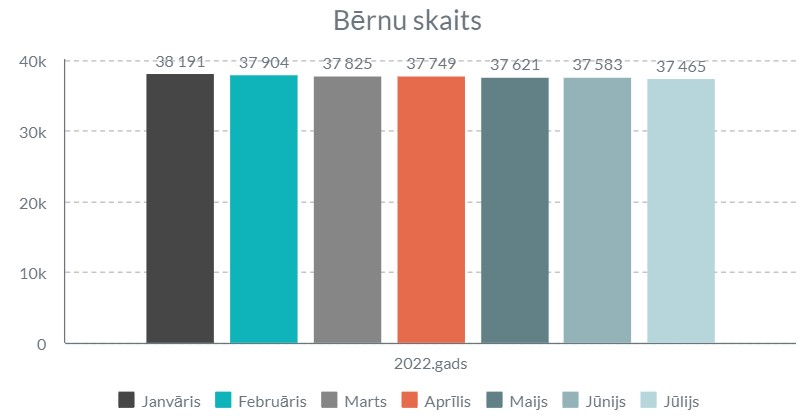 Bērnu skaits
40k
38 191 37 904 37 825 37 749 37 621 37 583 37 465
30k
20k
10k
0
2022.gads
Janvāris Februāris Marts Aprīlis Maijs Jūnijs Jūlijs